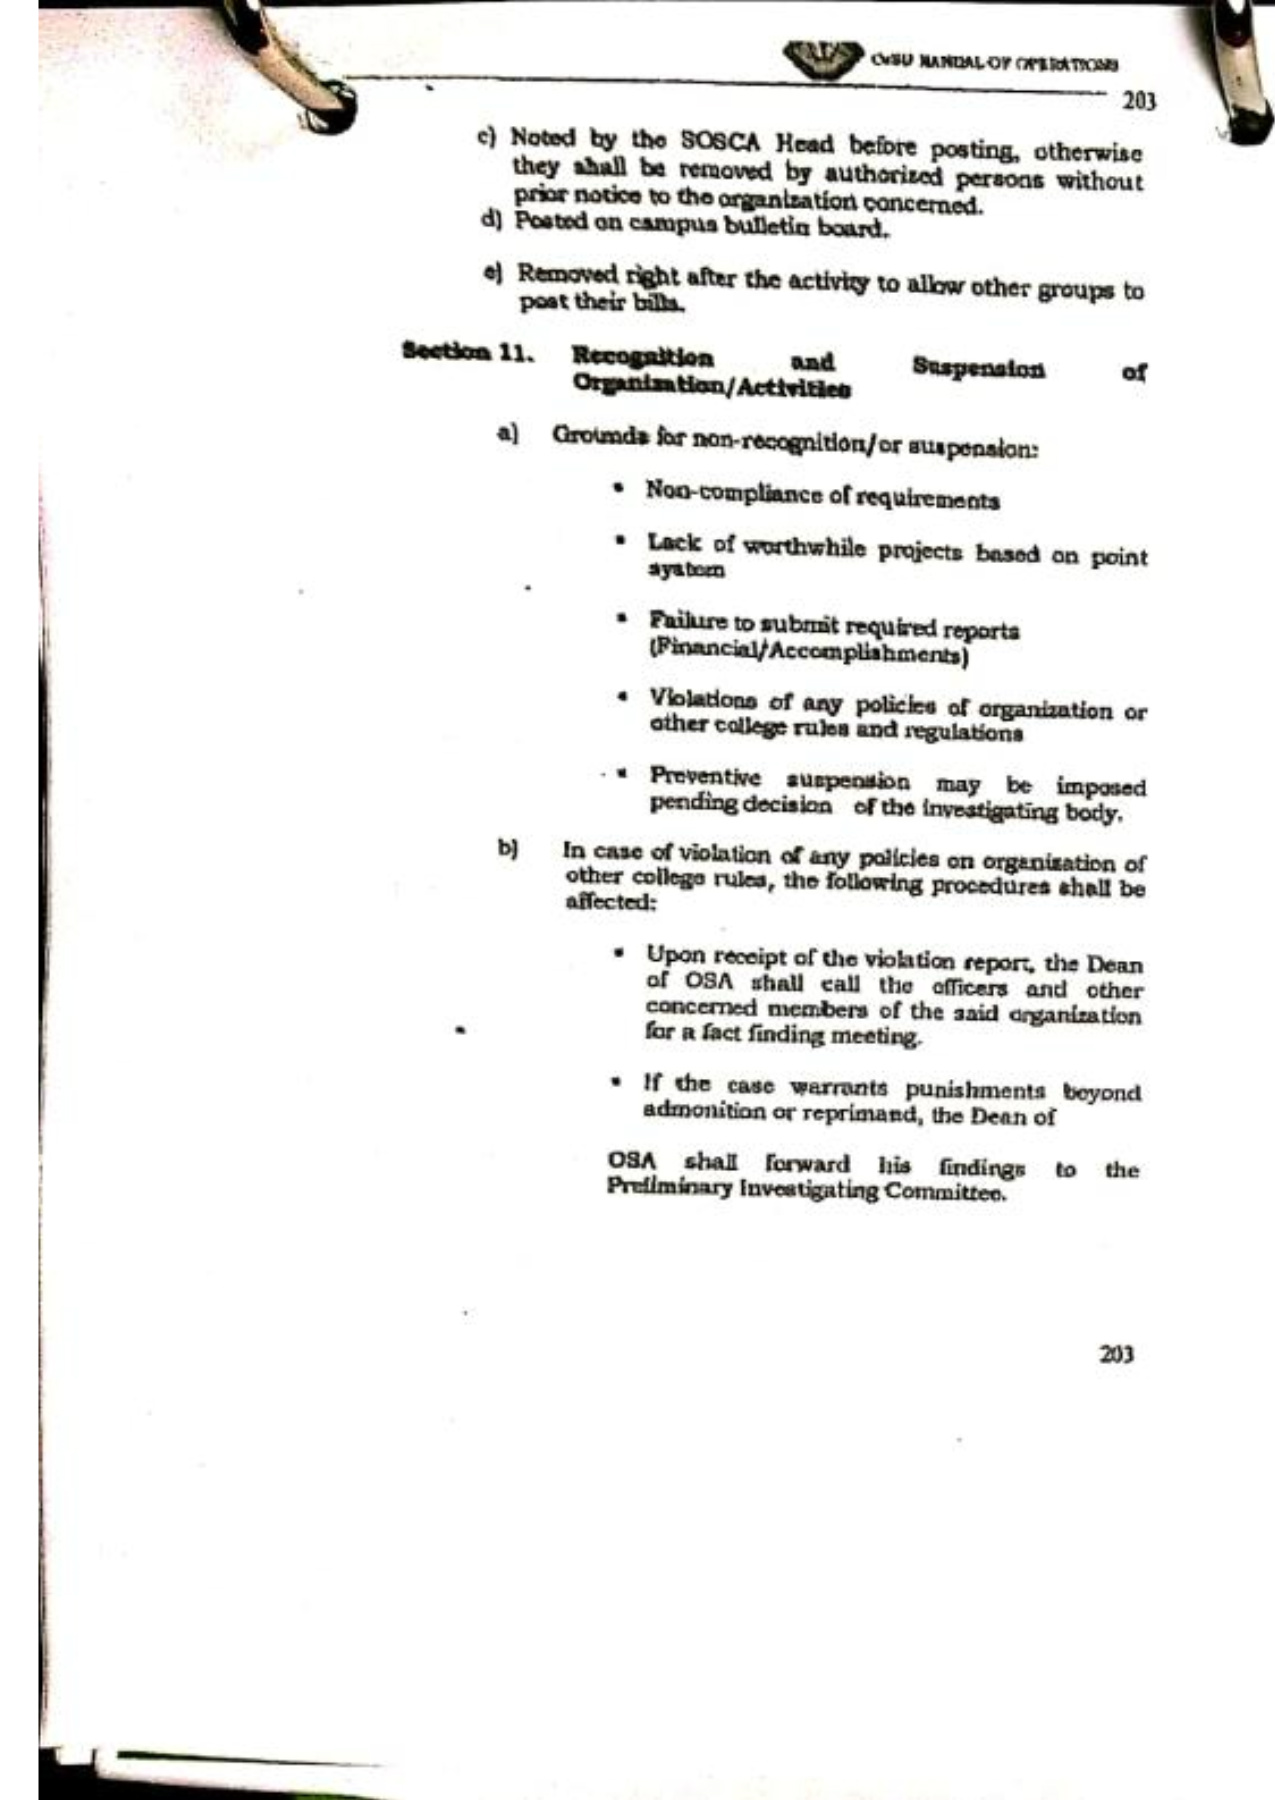 CvSU MANUAL OF OPERATIONS
203
c) Noted by the SOSCA Head before posting, otherwise
they shall be removed by authorized persons without
prior notice to the organization concerned.
d) Posted on campus bulletin board.
e) Removed right after the activity to allow other groups to
post their bills.
Section 11. Recognition and Suspension of
Organization/Activities
a) Grounds for non-recognition/or suspension:
• Non-compliance of requirements
• Lack of worthwhile projects based on point
system
• Failure to submit required reports
(Financial/Accomplishments)
• Violations of any policies of organization or
other college rules and regulations
• Preventive suspension may be imposed
pending decision of the investigating body.
b) In case of violation of any policies on organization of
other college rules, the following procedures shall be
affected:
• Upon receipt of the violation report, the Dean
of OSA shall call the officers and other
concerned members of the said organization
for a fact finding meeting.
• If the case warrants punishments beyond
admonition or reprimand, the Dean of
OSA shall forward his findings to the
Preliminary Investigating Committee.
203